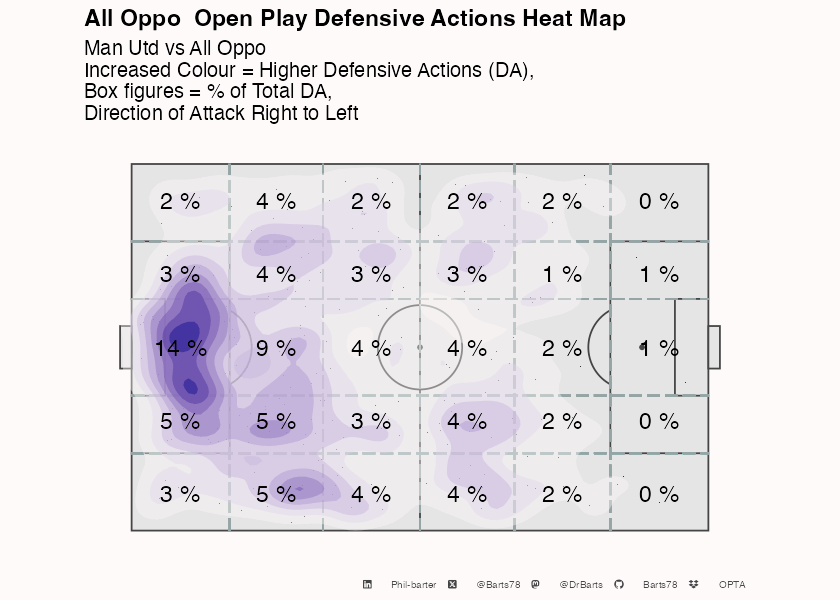 All Oppo  Open Play Defensive Actions Heat Map
Man Utd vs All Oppo
Increased Colour = Higher Defensive Actions (DA),
Box figures = % of Total DA,
Direction of Attack Right to Left
2 % 4 % 2 % 2 % 2 % 0 %
3 % 4 % 3 % 3 % 1 % 1 %
14 % 9 % 4 % 4 % 2 % 1 %
5 % 5 % 3 % 4 % 2 % 0 %
3 % 5 % 4 % 4 % 2 % 0 %
Phil-barter @Barts78 @DrBarts Barts78 OPTA